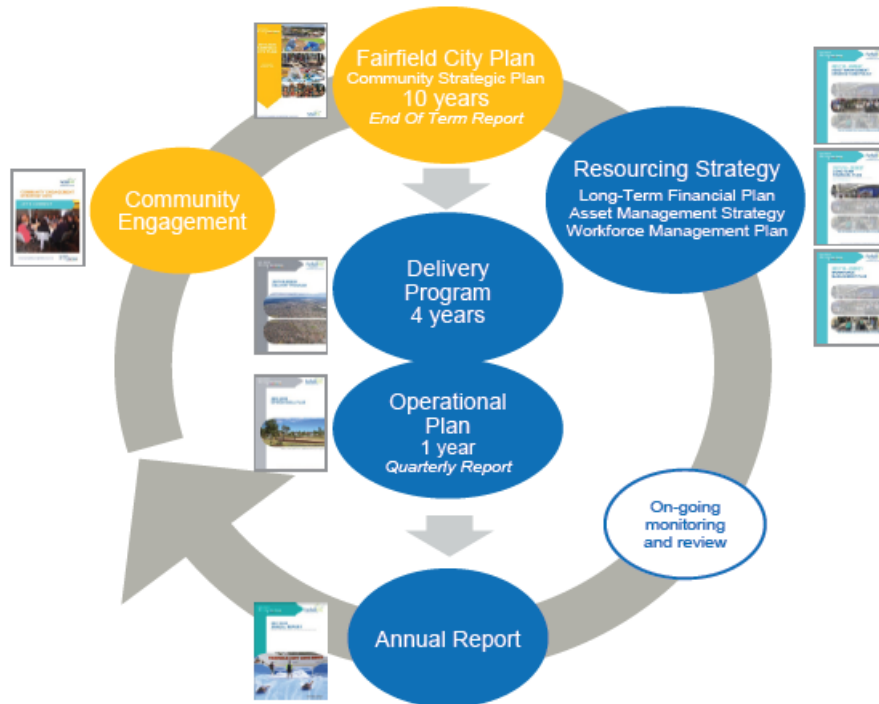 Fairfield City Plan
Community Strategic Plan
10 years
End Of Term Report
Community
Engagement
Resourcing Strategy
Long-Term Financial Plan
Asset Management Strategy
Workforce Management Plan
Delivery
Program
4 years
Operational
Plan
1 year
Quarterly Report
On-going
monitoring
and review
Annual Report